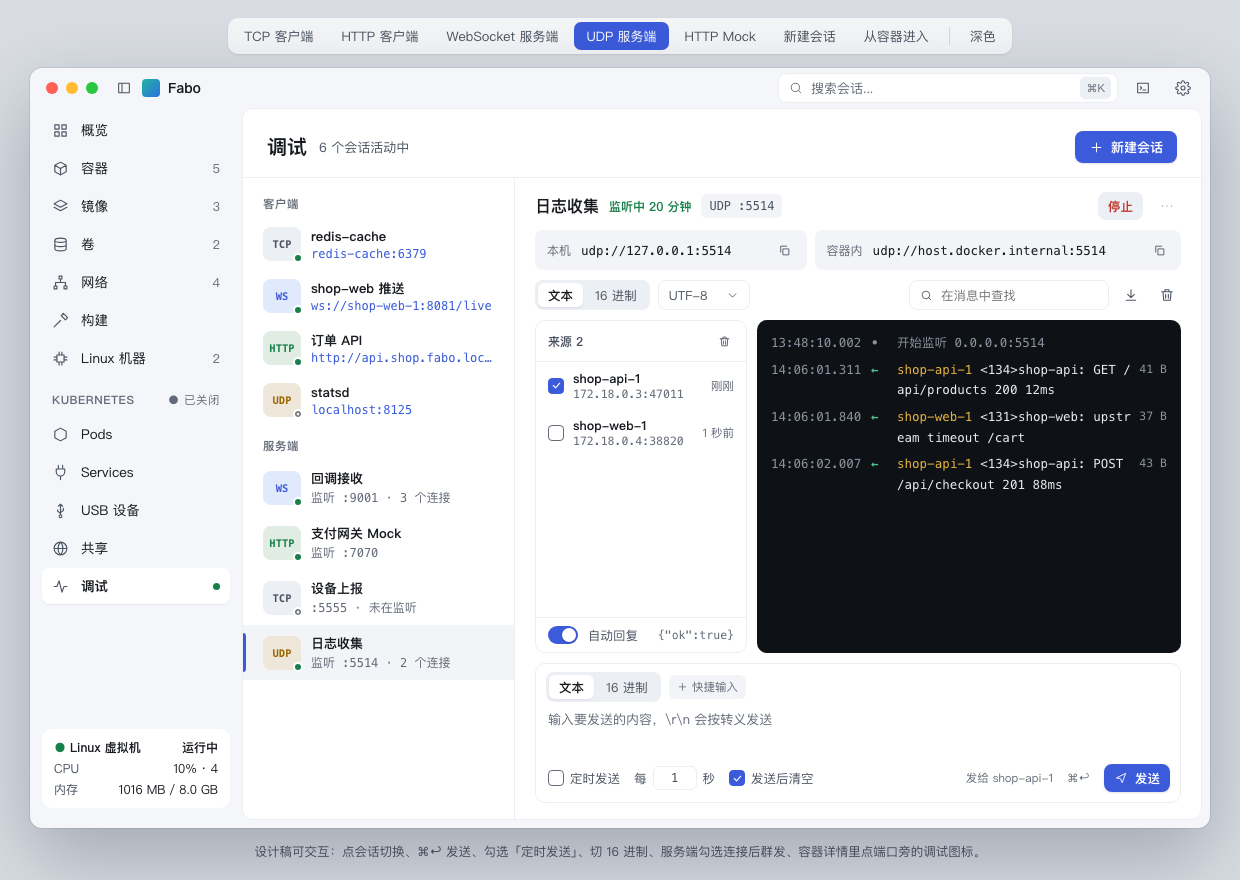 TCP 客户端 HTTP 客户端 WebSocket 服务端 UDP 服务端 HTTP Mock 新建会话 从容器进入 深色
Fabo
搜索会话... ⌘K
概览
容器 5
镜像 3
卷 2
网络 4
构建
Linux 机器 2
KUBERNETES 已关闭
Pods
Services
USB 设备
共享
调试
Linux 虚拟机 运行中
CPU 10% · 4
内存 1016 MB / 8.0 GB
调试 6 个会话活动中
新建会话
客户端
TCP redis-cache
redis-cache:6379
WS shop-web 推送
ws://shop-web-1:8081/live
HTTP 订单 API
http://api.shop.fabo.loc…
UDP statsd
localhost:8125
服务端
WS 回调接收
监听 :9001 · 3 个连接
HTTP 支付网关 Mock
监听 :7070
TCP 设备上报
:5555 · 未在监听
UDP 日志收集
监听 :5514 · 2 个连接
日志收集 监听中 20 分钟 UDP :5514 停止 ···
本机 udp://127.0.0.1:5514
容器内 udp://host.docker.internal:5514
文本 16 进制 UTF-8 在消息中查找
来源 2
shop-api-1 刚刚
172.18.0.3:47011
shop-web-1 1 秒前
172.18.0.4:38820
自动回复 {"ok":true}
13:48:10.002 • 开始监听 0.0.0.0:5514
14:06:01.311 ← shop-api-1 <134>shop-api: GET / 41 B
api/products 200 12ms
14:06:01.840 ← shop-web-1 <131>shop-web: upstr 37 B
eam timeout /cart
14:06:02.007 ← shop-api-1 <134>shop-api: POST 43 B
/api/checkout 201 88ms
文本 16 进制 + 快捷输入
输入要发送的内容，\r\n 会按转义发送
定时发送 每 1 秒 发送后清空 发给 shop-api-1 ⌘↩ 发送
设计稿可交互：点会话切换、⌘↩ 发送、勾选「定时发送」、切 16 进制、服务端勾选连接后群发、容器详情里点端口旁的调试图标。